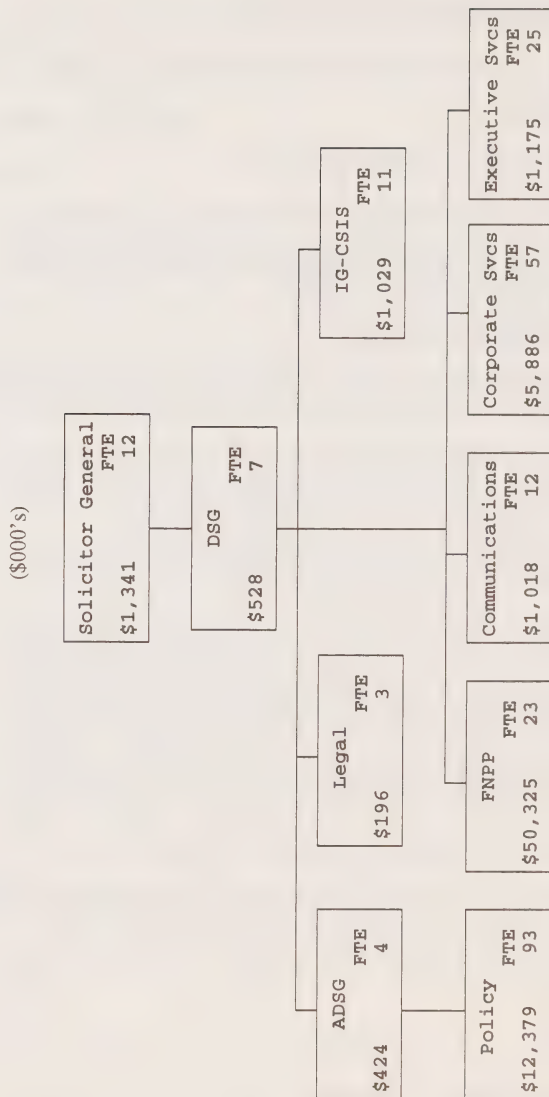 ($000's)
Solicitor General
FTE
$1,341 12
DSG
FTE
$528 7
ADSG
FTE
$424 4
Legal
FTE
$196 3
IG-CSIS
FTE
$1,029 11
Policy
FTE
$12,379 93
FNPP
FTE
$50,325 23
Communications
FTE
$1,018 12
Corporate Svcs
FTE
$5,886 57
Executive Svcs
FTE
$1,175 25